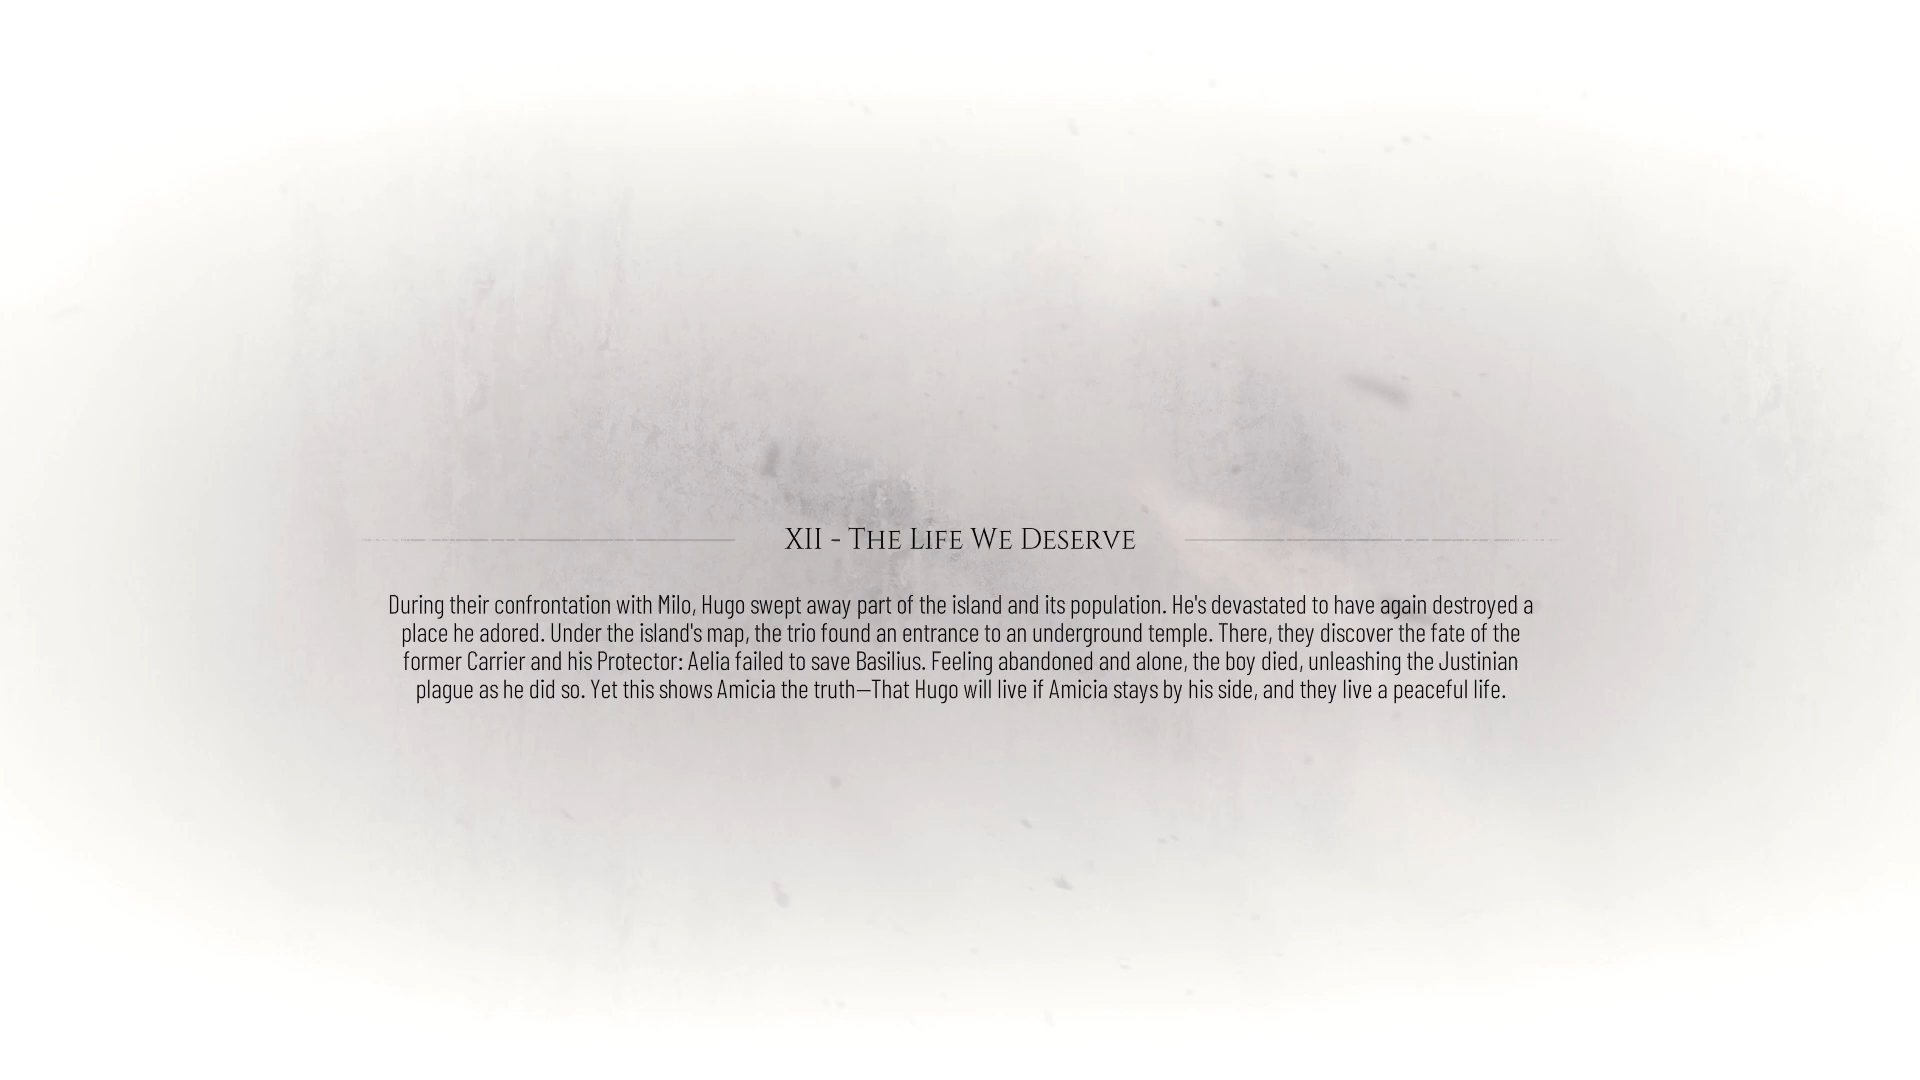 XII - The Life We Deserve
During their confrontation with Milo, Hugo swept away part of the island and its population. He's devastated to have again destroyed a
place he adored. Under the island's map, the trio found an entrance to an underground temple. There, they discover the fate of the
former Carrier and his Protector: Aelia failed to save Basilius. Feeling abandoned and alone, the boy died, unleashing the Justinian
plague as he did so. Yet this shows Amicia the truth—That Hugo will live if Amicia stays by his side, and they live a peaceful life.